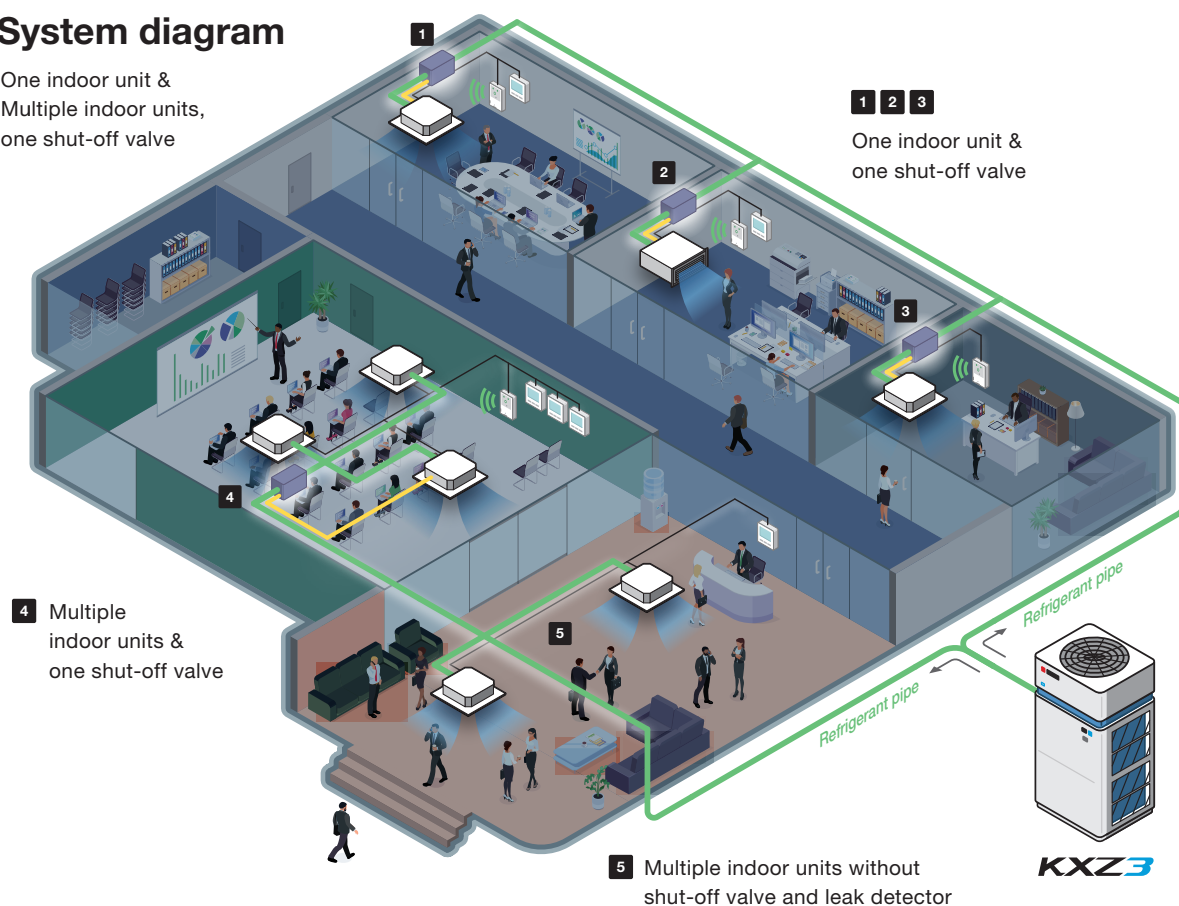 System diagram
One indoor unit &
Multiple indoor units,
one shut-off valve
1
1 2 3
One indoor unit &
one shut-off valve
2
3
4
5
4 Multiple
indoor units &
one shut-off valve
Refrigerant pipe
Refrigerant pipe
KXZ3
5 Multiple indoor units without
shut-off valve and leak detector